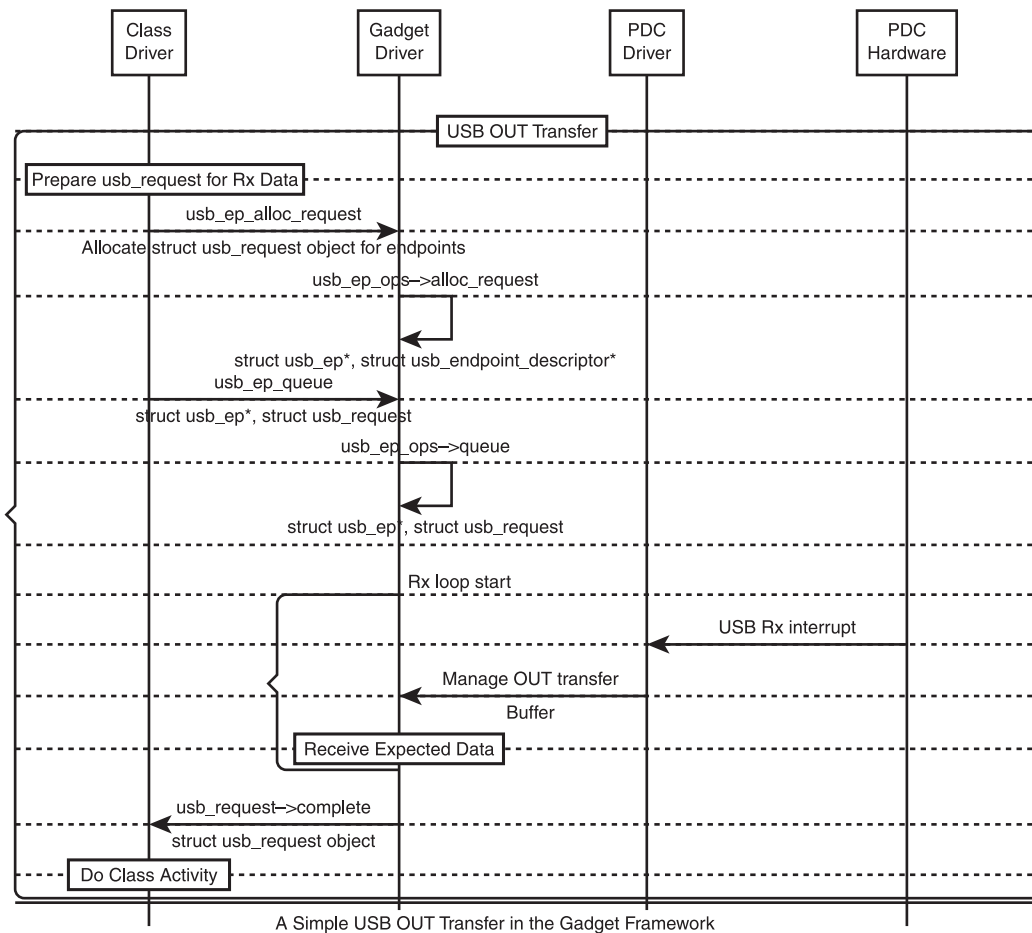 Class
Driver
Gadget
Driver
PDC
Driver
PDC
Hardware
USB OUT Transfer
Prepare usb_request for Rx Data
usb_ep_alloc_request
Allocate struct usb_request object for endpoints
usb_ep_ops–>alloc_request
struct usb_ep*, struct usb_endpoint_descriptor*
usb_ep_queue
struct usb_ep*, struct usb_request
usb_ep_ops–>queue
struct usb_ep*, struct usb_request
Rx loop start
USB Rx interrupt
Manage OUT transfer
Buffer
Receive Expected Data
usb_request–>complete
struct usb_request object
Do Class Activity
A Simple USB OUT Transfer in the Gadget Framework